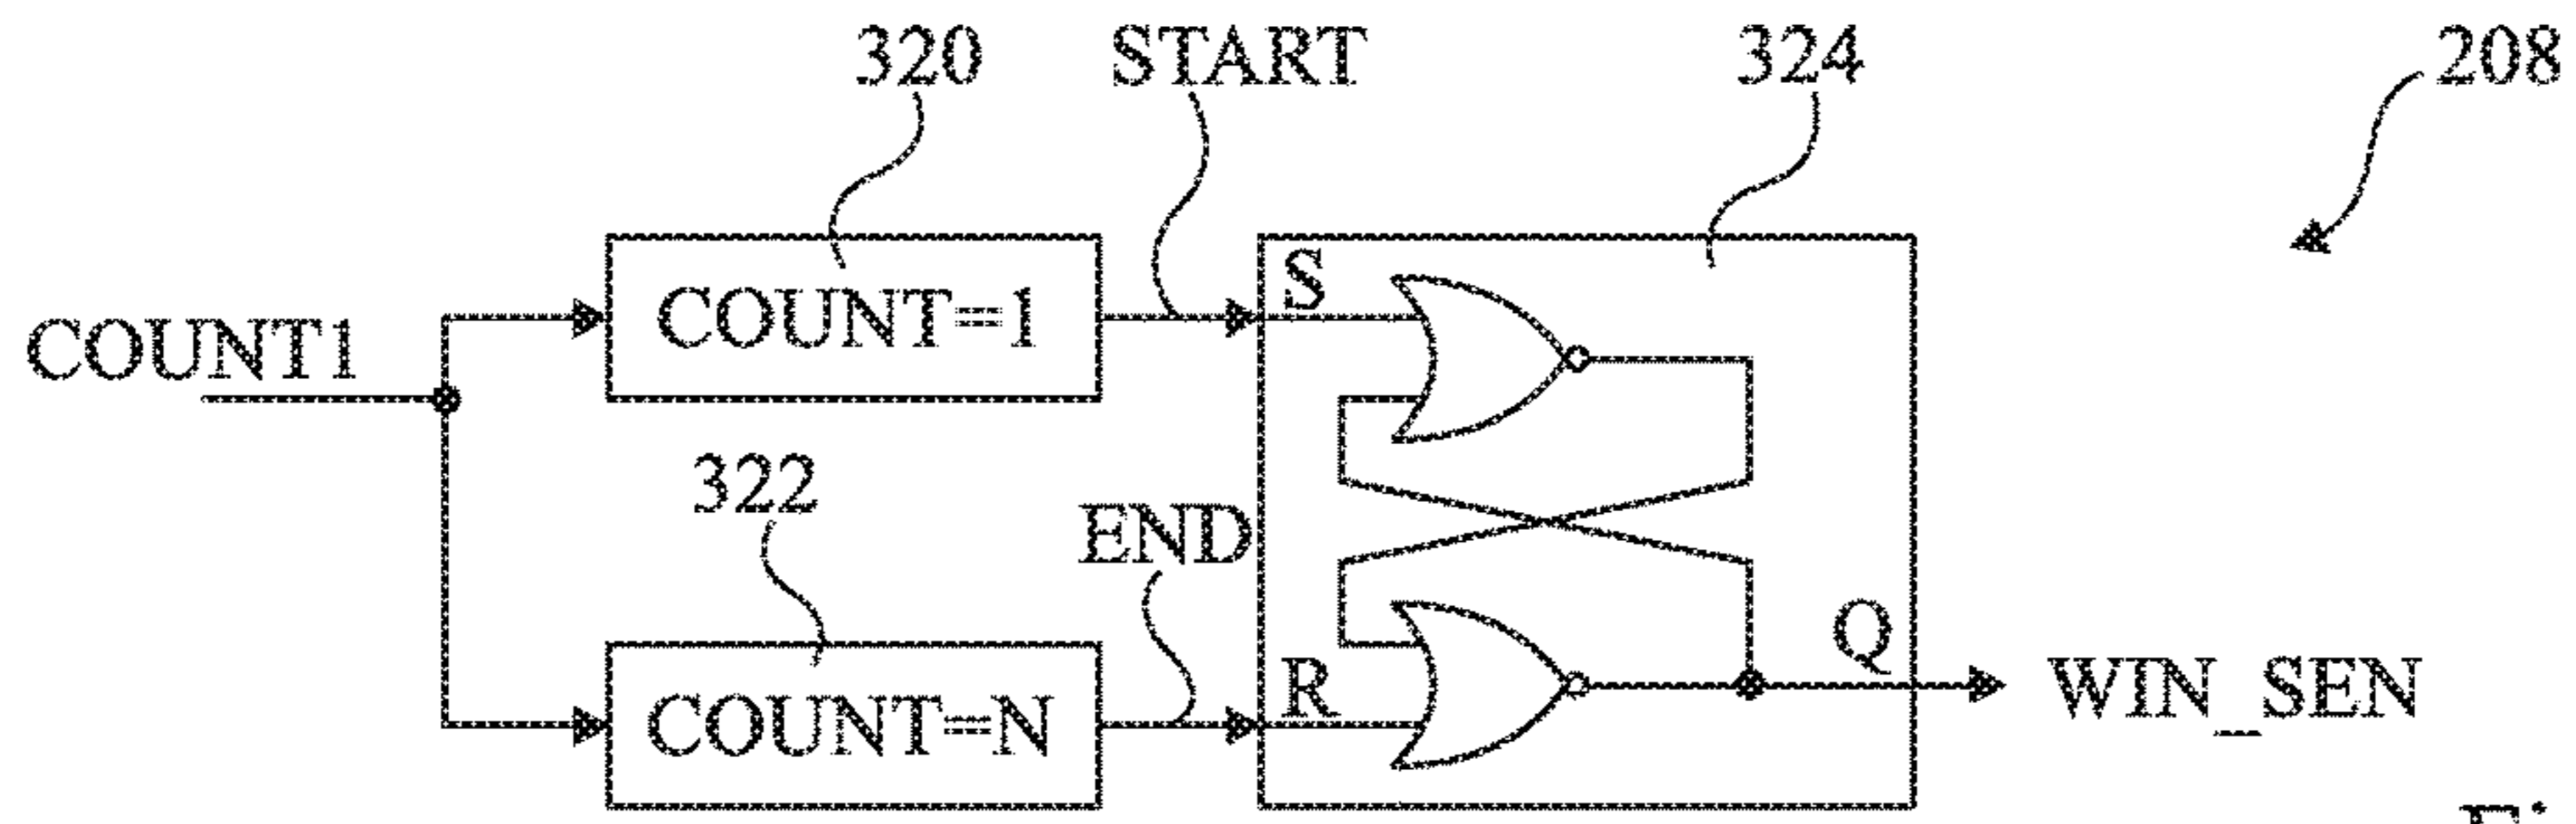 320
START
324
208
COUNT1
COUNT==1
S
322
END
COUNT==N
R
Q
WIN_SEN